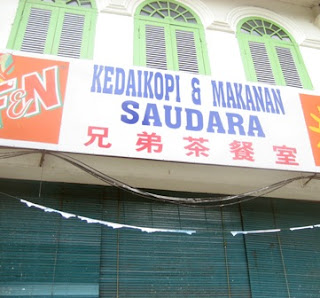 F&N
KEDAIKOPI & MAKANAN
SAUDARA
兄弟茶餐室